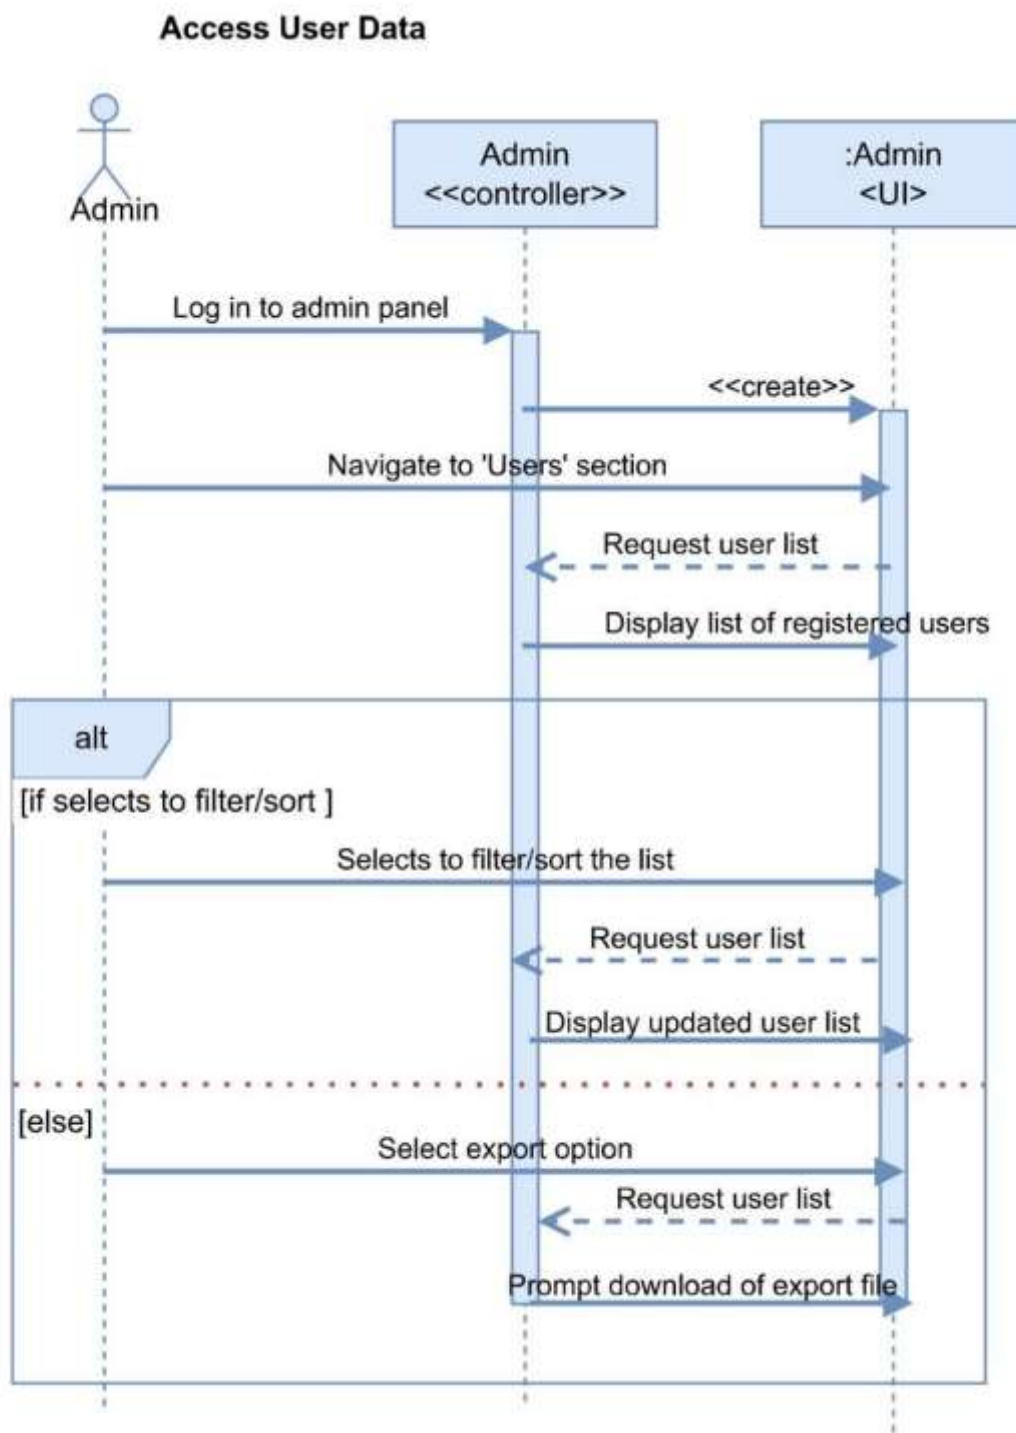 Access User Data
Admin
Admin
<<controller>>
:Admin
<UI>
Log in to admin panel
<<create>>
Navigate to 'Users' section
Request user list
Display list of registered users
alt
[if selects to filter/sort ]
Selects to filter/sort the list
Request user list
Display updated user list
[else]
Select export option
Request user list
Prompt download of export file